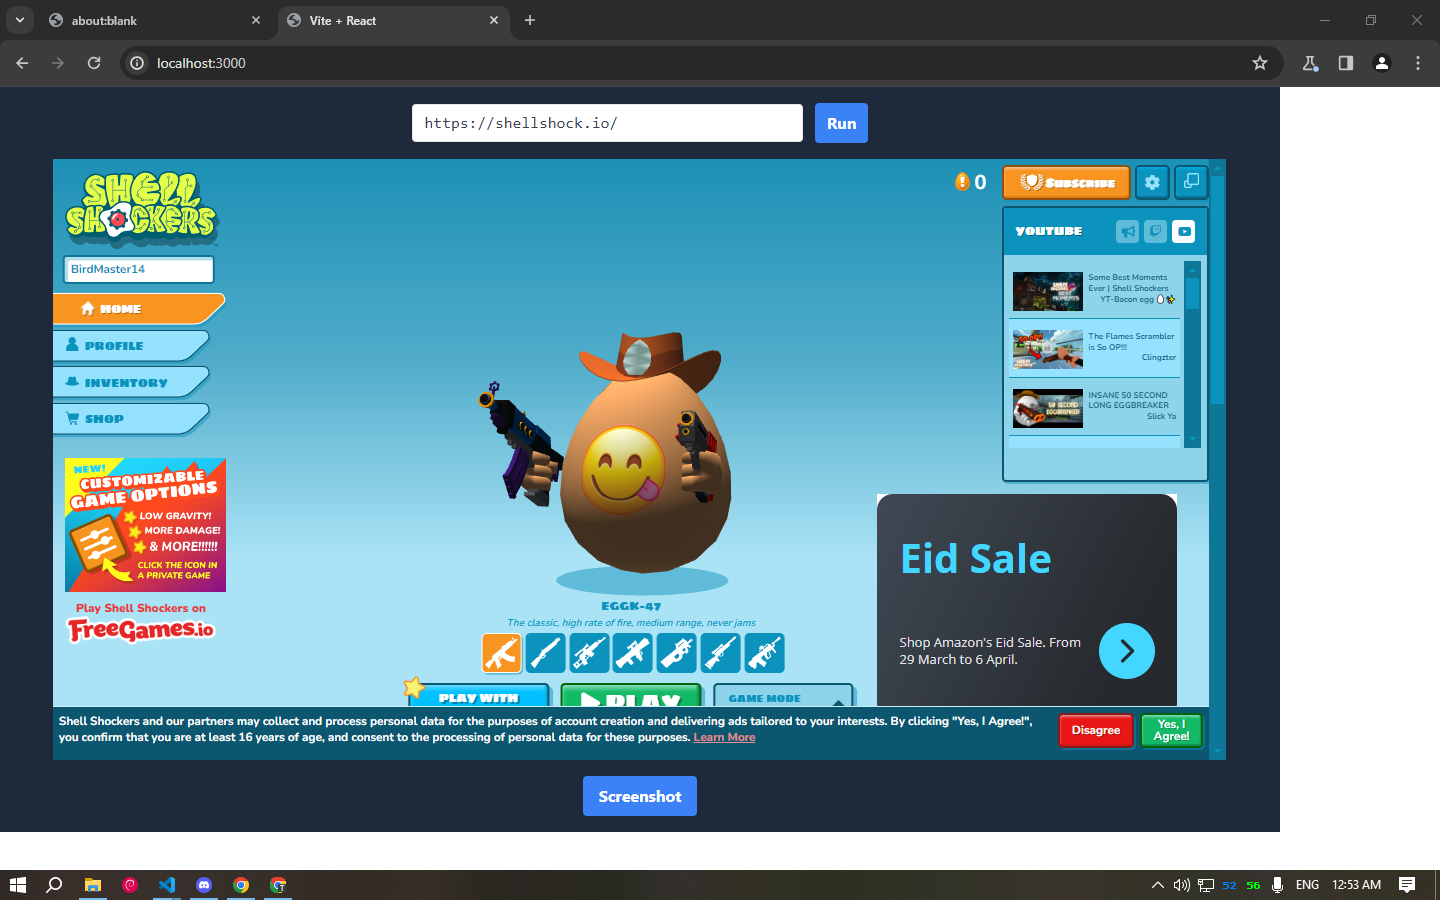 about:blank
Vite + React
localhost:3000
https://shellshock.io/
Run
SHELL
SHOCKERS
BirdMaster14
HOME
PROFILE
INVENTORY
SHOP
NEW!
CUSTOMIZABLE
GAME OPTIONS
LOW GRAVITY!
MORE DAMAGE!
& MORE!!!!!!
CLICK THE ICON IN
A PRIVATE GAME
Play Shell Shockers on
FreeGames.io
EGGK-47
The classic, high rate of fire, medium range, never jams
PLAY WITH
PLAY
GAME MODE
0
SUBSCRIBE
YOUTUBE
Some Best Moments
Ever | Shell Shockers
YT-Bacon egg
The Flames Scrambler
is So OP!!!
Clingzter
INSANE 50 SECOND
LONG EGGBREAKER
Slick Ya
Eid Sale
Shop Amazon's Eid Sale. From
29 March to 6 April.
Shell Shockers and our partners may collect and process personal data for the purposes of account creation and delivering ads tailored to your interests. By clicking "Yes, I Agree!",
you confirm that you are at least 16 years of age, and consent to the processing of personal data for these purposes. Learn More
Disagree
Yes, I
Agree!
Screenshot
52
56
ENG
12:53 AM